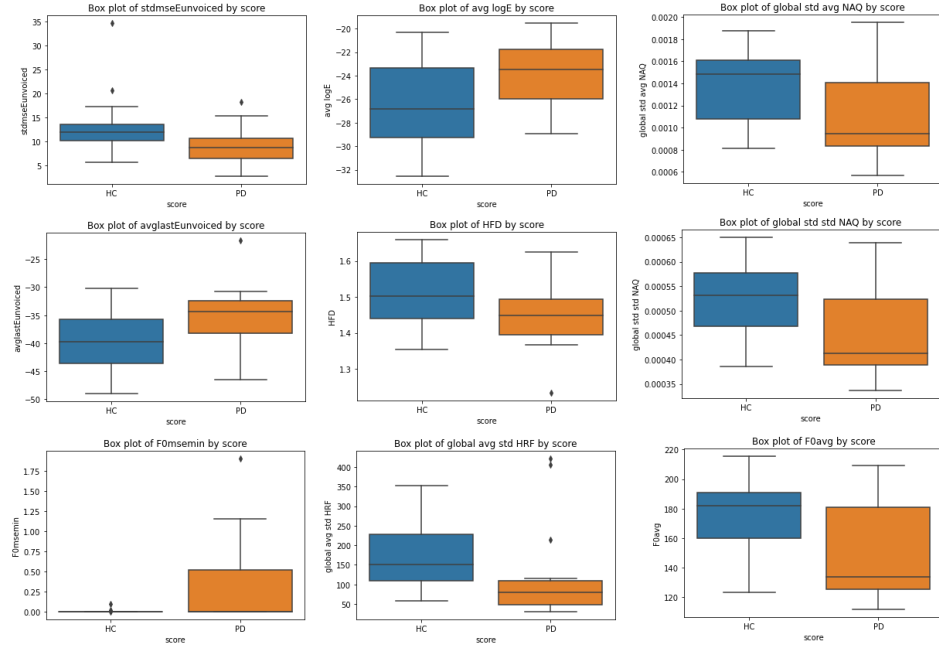 Box plot of stdmseEunvoiced by score
stdmseEunvoiced
35
30
25
20
15
10
5
HC
PD
score
Box plot of avg logE by score
avg logE
−20
−22
−24
−26
−28
−30
−32
HC
PD
score
Box plot of global std avg NAQ by score
global std avg NAQ
0.0020
0.0018
0.0016
0.0014
0.0012
0.0010
0.0008
0.0006
HC
PD
score
Box plot of avglastEunvoiced by score
avglastEunvoiced
−25
−30
−35
−40
−45
−50
HC
PD
score
Box plot of HFD by score
HFD
1.6
1.5
1.4
1.3
HC
PD
score
Box plot of global std std NAQ by score
global std std NAQ
0.00065
0.00060
0.00055
0.00050
0.00045
0.00040
0.00035
HC
PD
score
Box plot of F0msemin by score
F0msemin
1.75
1.50
1.25
1.00
0.75
0.50
0.25
0.00
HC
PD
score
Box plot of global avg std HRF by score
global avg std HRF
400
350
300
250
200
150
100
50
HC
PD
score
Box plot of F0avg by score
F0avg
220
200
180
160
140
120
HC
PD
score